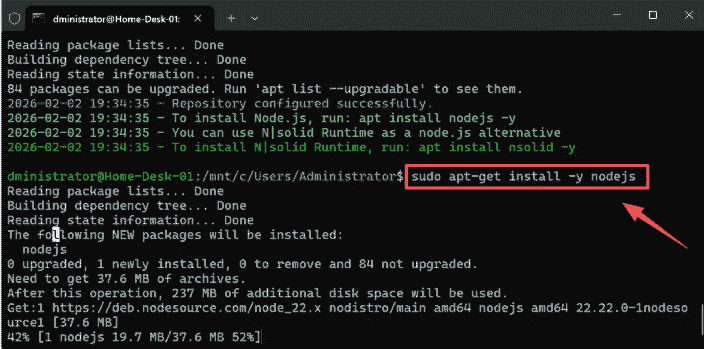 dministrator@Home-Desk-01:
Reading package lists... Done
Building dependency tree... Done
Reading state information... Done
84 packages can be upgraded. Run 'apt list --upgradable' to see them.
2026-02-02 19:34:35 - Repository configured successfully.
2026-02-02 19:34:35 - To install Node.js, run: apt install nodejs -y
2026-02-02 19:34:35 - You can use N|solid Runtime as a node.js alternative
2026-02-02 19:34:35 - To install N|solid Runtime, run: apt install nsolid -y
dministrator@Home-Desk-01:/mnt/c/Users/Administrator$ sudo apt-get install -y nodejs
Reading package lists... Done
Building dependency tree... Done
Reading state information... Done
The following NEW packages will be installed:
nodejs
0 upgraded, 1 newly installed, 0 to remove and 84 not upgraded.
Need to get 37.6 MB of archives.
After this operation, 237 MB of additional disk space will be used.
Get:1 https://deb.nodesource.com/node_22.x nodistro/main amd64 nodejs amd64 22.22.0-1nodeso
urce1 [37.6 MB]
42% [1 nodejs 19.7 MB/37.6 MB 52%]